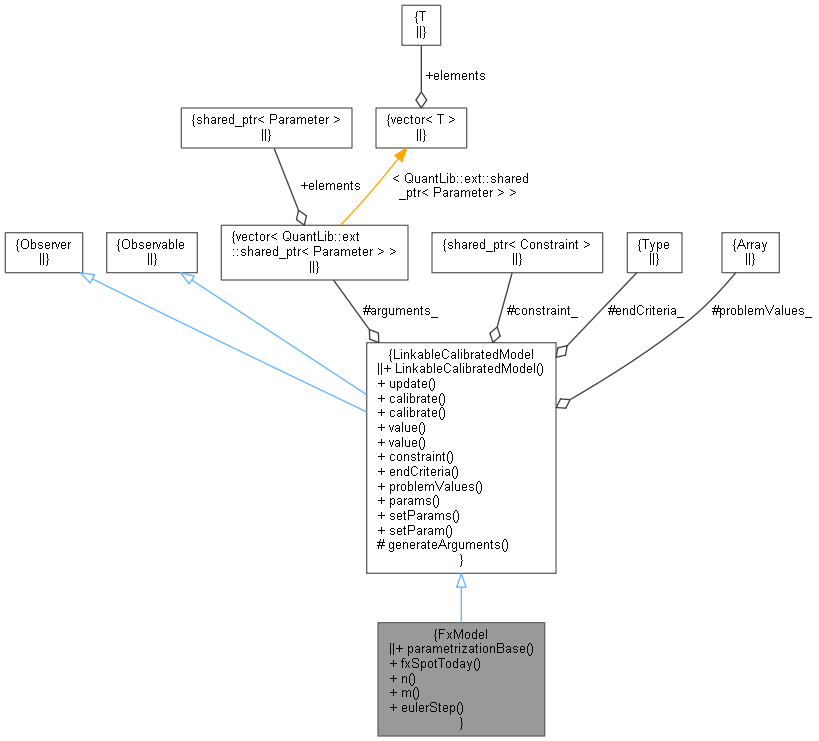 {T
||}
+elements
{shared_ptr< Parameter >
||}
{vector< T >
||}
+elements
< QuantLib::ext::shared
_ptr< Parameter > >
{Observer
||}
{Observable
||}
{vector< QuantLib::ext
::shared_ptr< Parameter > >
||}
{shared_ptr< Constraint >
||}
{Type
||}
{Array
||}
#arguments_
#constraint_
#endCriteria_
#problemValues_
{LinkableCalibratedModel
||+ LinkableCalibratedModel()
+ update()
+ calibrate()
+ calibrate()
+ value()
+ value()
+ constraint()
+ endCriteria()
+ problemValues()
+ params()
+ setParams()
+ setParam()
# generateArguments()
}
{FxModel
||+ parametrizationBase()
+ fxSpotToday()
+ n()
+ m()
+ eulerStep()
}